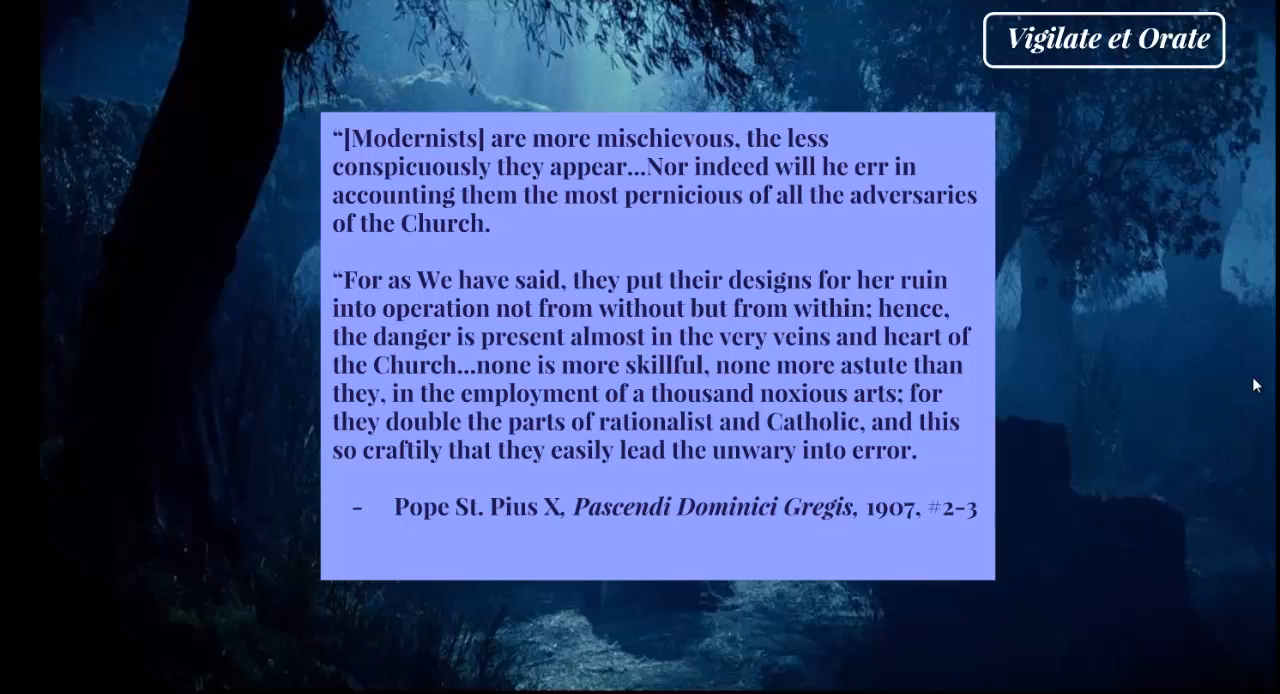 Vigilate et Orate
“[Modernists] are more mischievous, the less
conspicuously they appear...Nor indeed will he err in
accounting them the most pernicious of all the adversaries
of the Church.
“For as We have said, they put their designs for her ruin
into operation not from without but from within; hence,
the danger is present almost in the very veins and heart of
the Church...none is more skillful, none more astute than
they, in the employment of a thousand noxious arts; for
they double the parts of rationalist and Catholic, and this
so craftily that they easily lead the unwary into error.
- Pope St. Pius X, Pascendi Dominici Gregis, 1907, #2-3